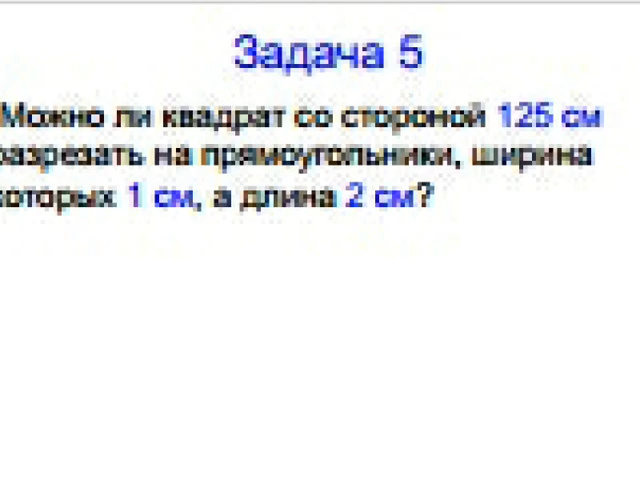 Задача 5
Можно ли квадрат со стороной 125 см
разрезать на прямоугольники, ширина
которых 1 см, а длина 2 см?